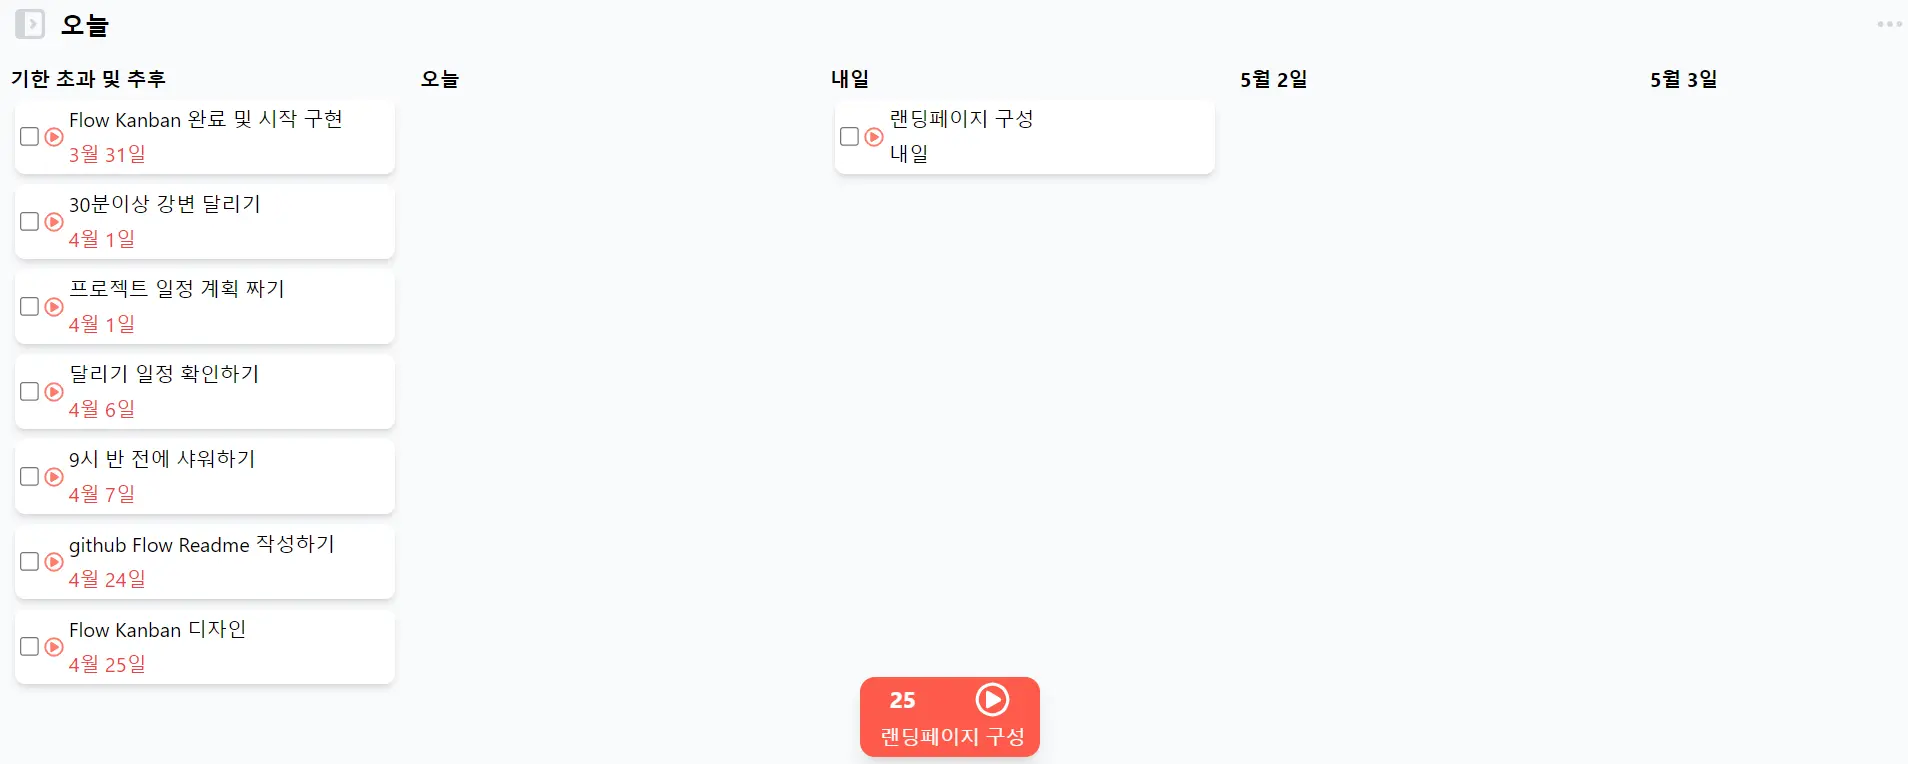 오늘
기한 초과 및 추후
Flow Kanban 완료 및 시작 구현
3월 31일
30분이상 강변 달리기
4월 1일
프로젝트 일정 계획 짜기
4월 1일
달리기 일정 확인하기
4월 6일
9시 반 전에 샤워하기
4월 7일
github Flow Readme 작성하기
4월 24일
Flow Kanban 디자인
4월 25일
오늘
내일
랜딩페이지 구성
내일
5월 2일
5월 3일
25
랜딩페이지 구성